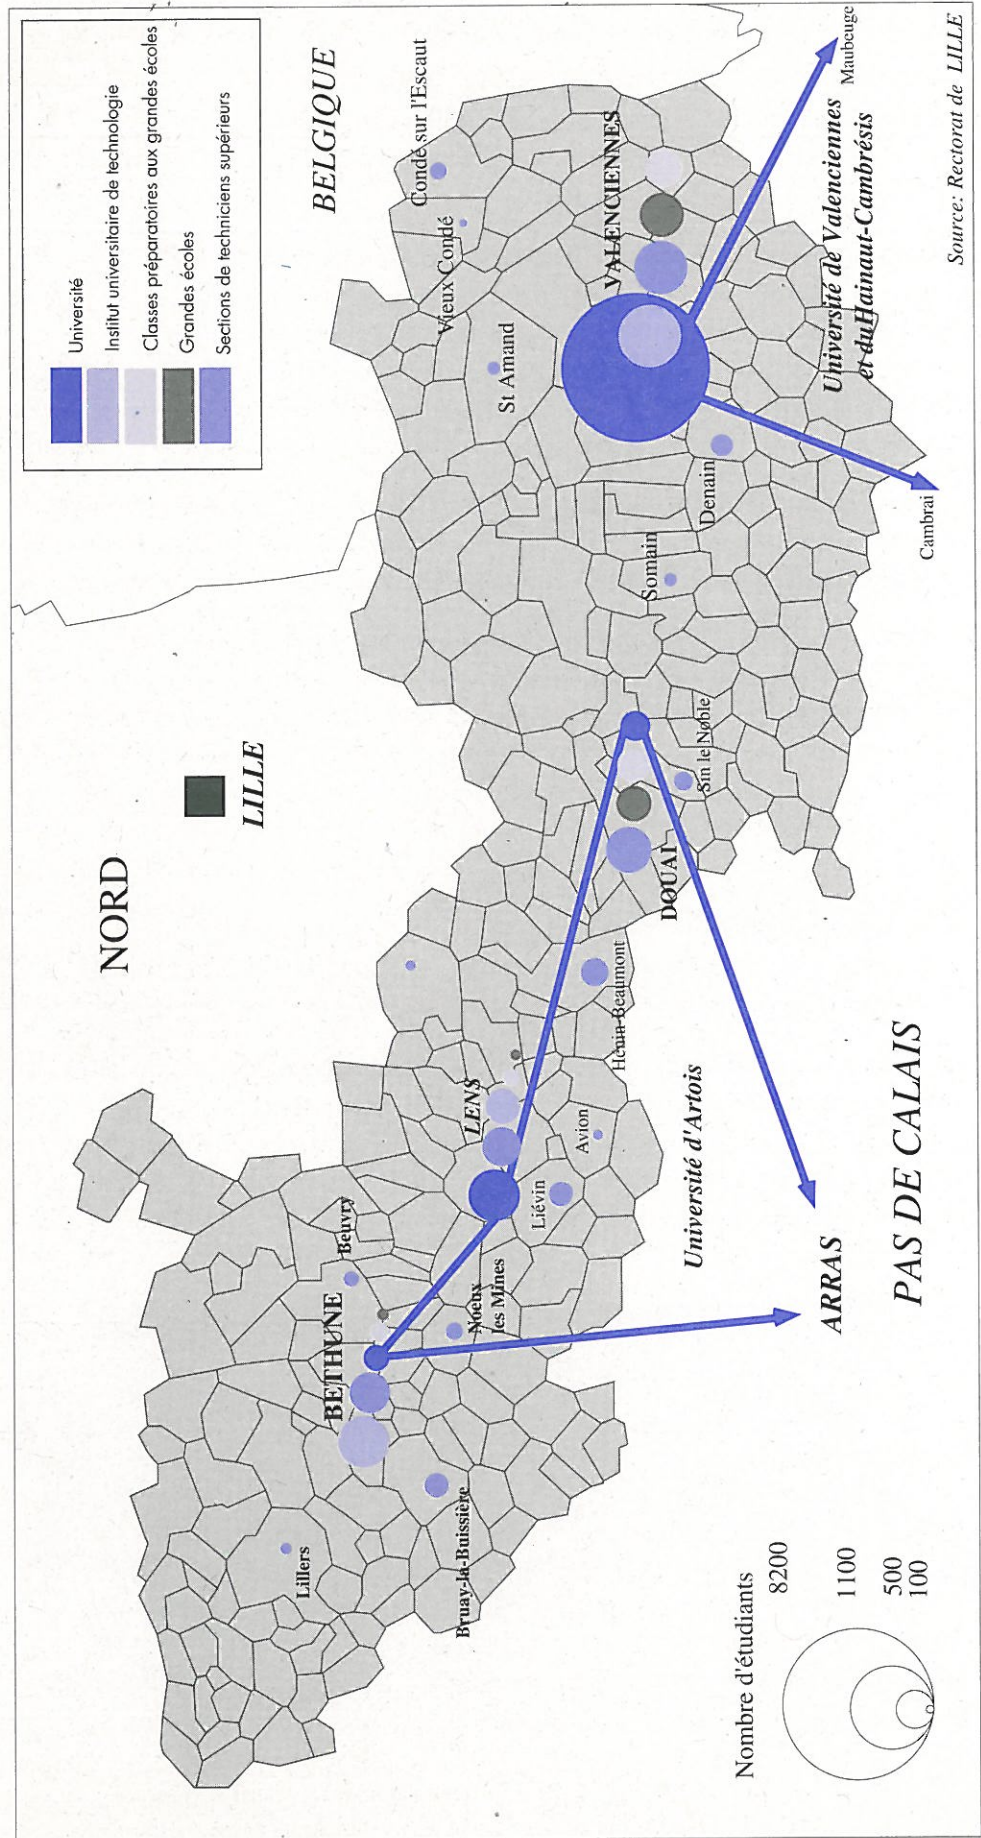 Université
Institut universitaire de technologie
Classes préparatoires aux grandes écoles
Grandes écoles
Sections de techniciens supérieurs
BELGIQUE
NORD
LILLE
Condé sur l'Escaut
Vieux Condé
St Amand
VALENCIENNES
Maubeuge
Université de Valenciennes
et du Hainaut-Cambrésis
Denain
Somain
Cambrai
Sin le Noble
DOUAI
Hénin-Beaumont
LENS
Avion
Liévin
Université d'Artois
Beuvry
BETHUNE
Noeux
les Mines
Lillers
Bruay-la-Buissière
ARRAS
PAS DE CALAIS
Nombre d'étudiants
8200
1100
500
100
Source: Rectorat de LILLE